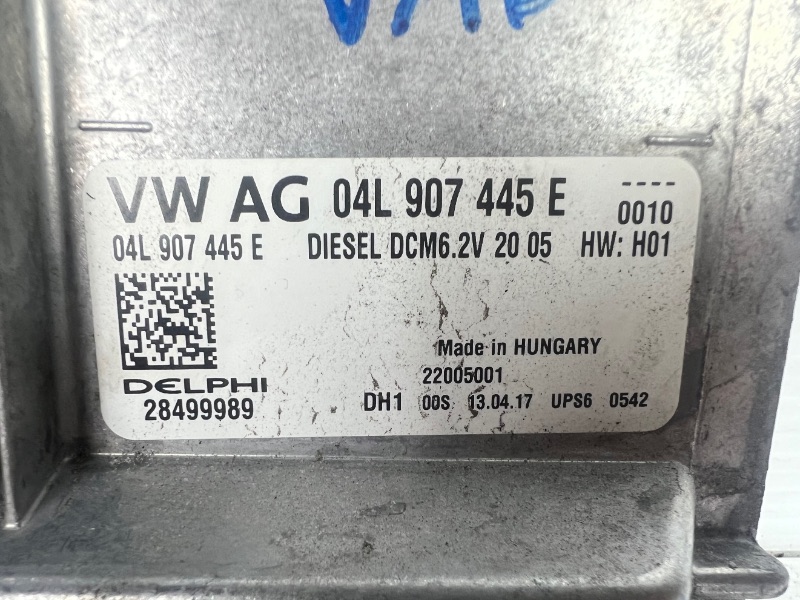 VW AG 04L 907 445 E ----
0010
04L 907 445 E DIESEL DCM6.2V 20 05 HW: H01
Made in HUNGARY
DELPHI
22005001
28499989 DH1 00S 13.04.17 UPS6 0542